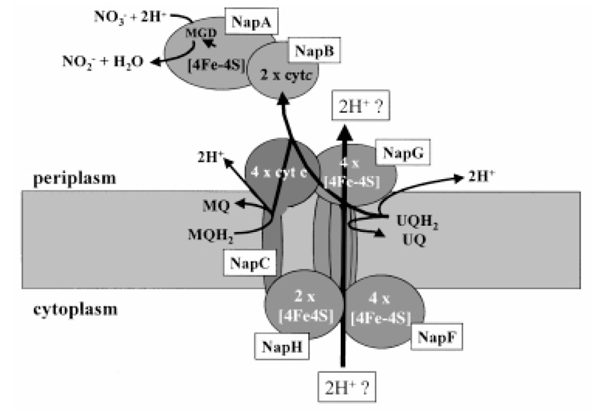 NO₃⁻ + 2H⁺
NapA
MGD
NO₂⁻ + H₂O
[4Fe-4S]
NapB
2 x cytc
2H⁺ ?
NapG
2H⁺
4 x cyt c
4 x
[4Fe-4S]
2H⁺
periplasm
MQ
UQH₂
MQH₂
UQ
NapC
cytoplasm
2 x
[4Fe4S]
4 x
[4Fe-4S]
NapH
NapF
2H⁺ ?